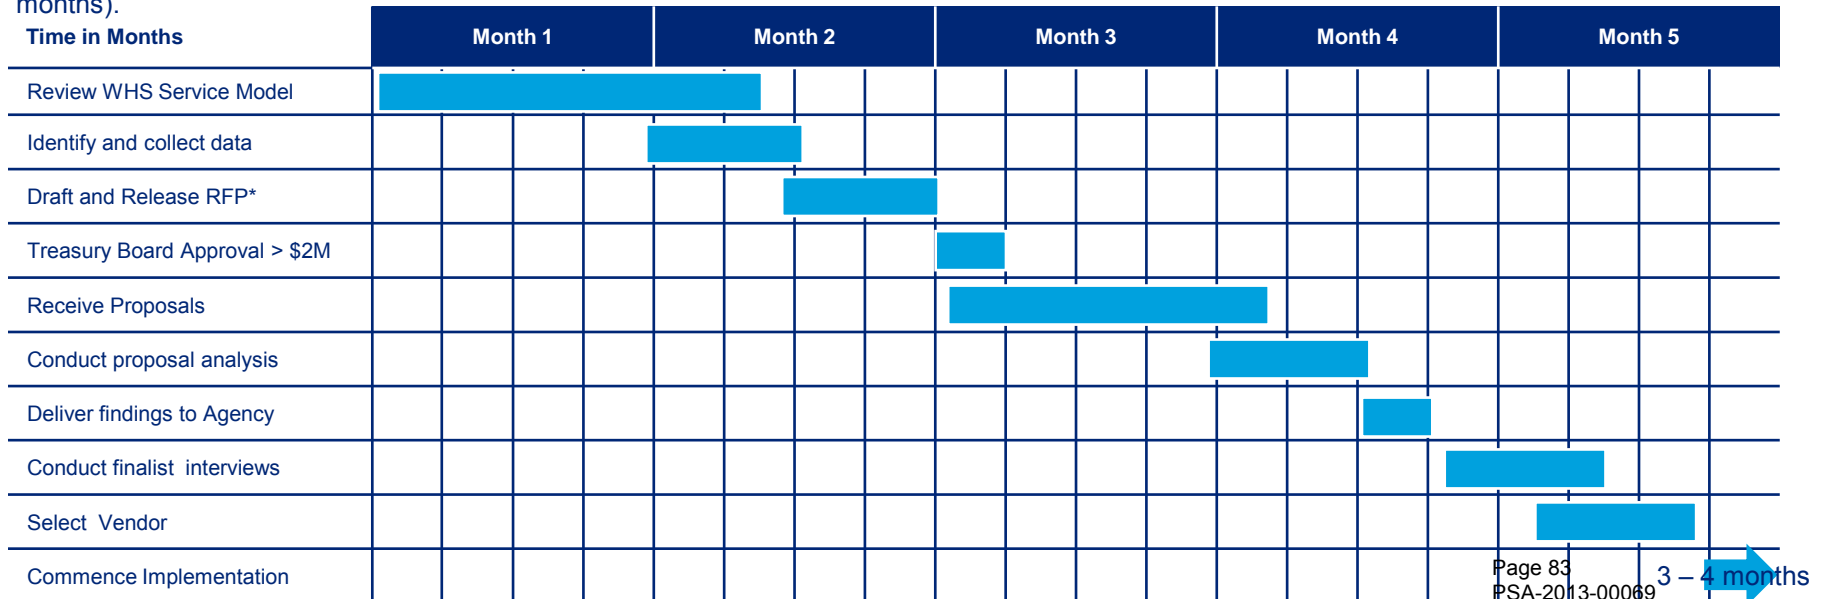 months).
Time in Months Month 1 Month 2 Month 3 Month 4 Month 5
Review WHS Service Model
Identify and collect data
Draft and Release RFP*
Treasury Board Approval > $2M
Receive Proposals
Conduct proposal analysis
Deliver findings to Agency
Conduct finalist interviews
Select Vendor
Commence Implementation
3 – 4 months
Page 83
PSA-2013-00069